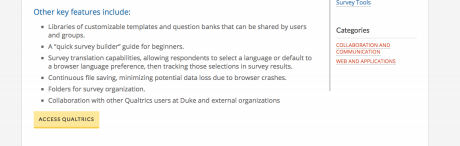 Other key features include:
Libraries of customizable templates and question banks that can be shared by users
and groups.
A "quick survey builder" guide for beginners.
Survey translation capabilities, allowing respondents to select a language or default to
a browser language preference, then tracking those selections in survey results.
Continuous file saving, minimizing potential data loss due to browser crashes.
Folders for survey organization.
Collaboration with other Qualtrics users at Duke and external organizations
ACCESS QUALTRICS
Survey Tools
Categories
COLLABORATION AND
COMMUNICATION
WEB AND APPLICATIONS